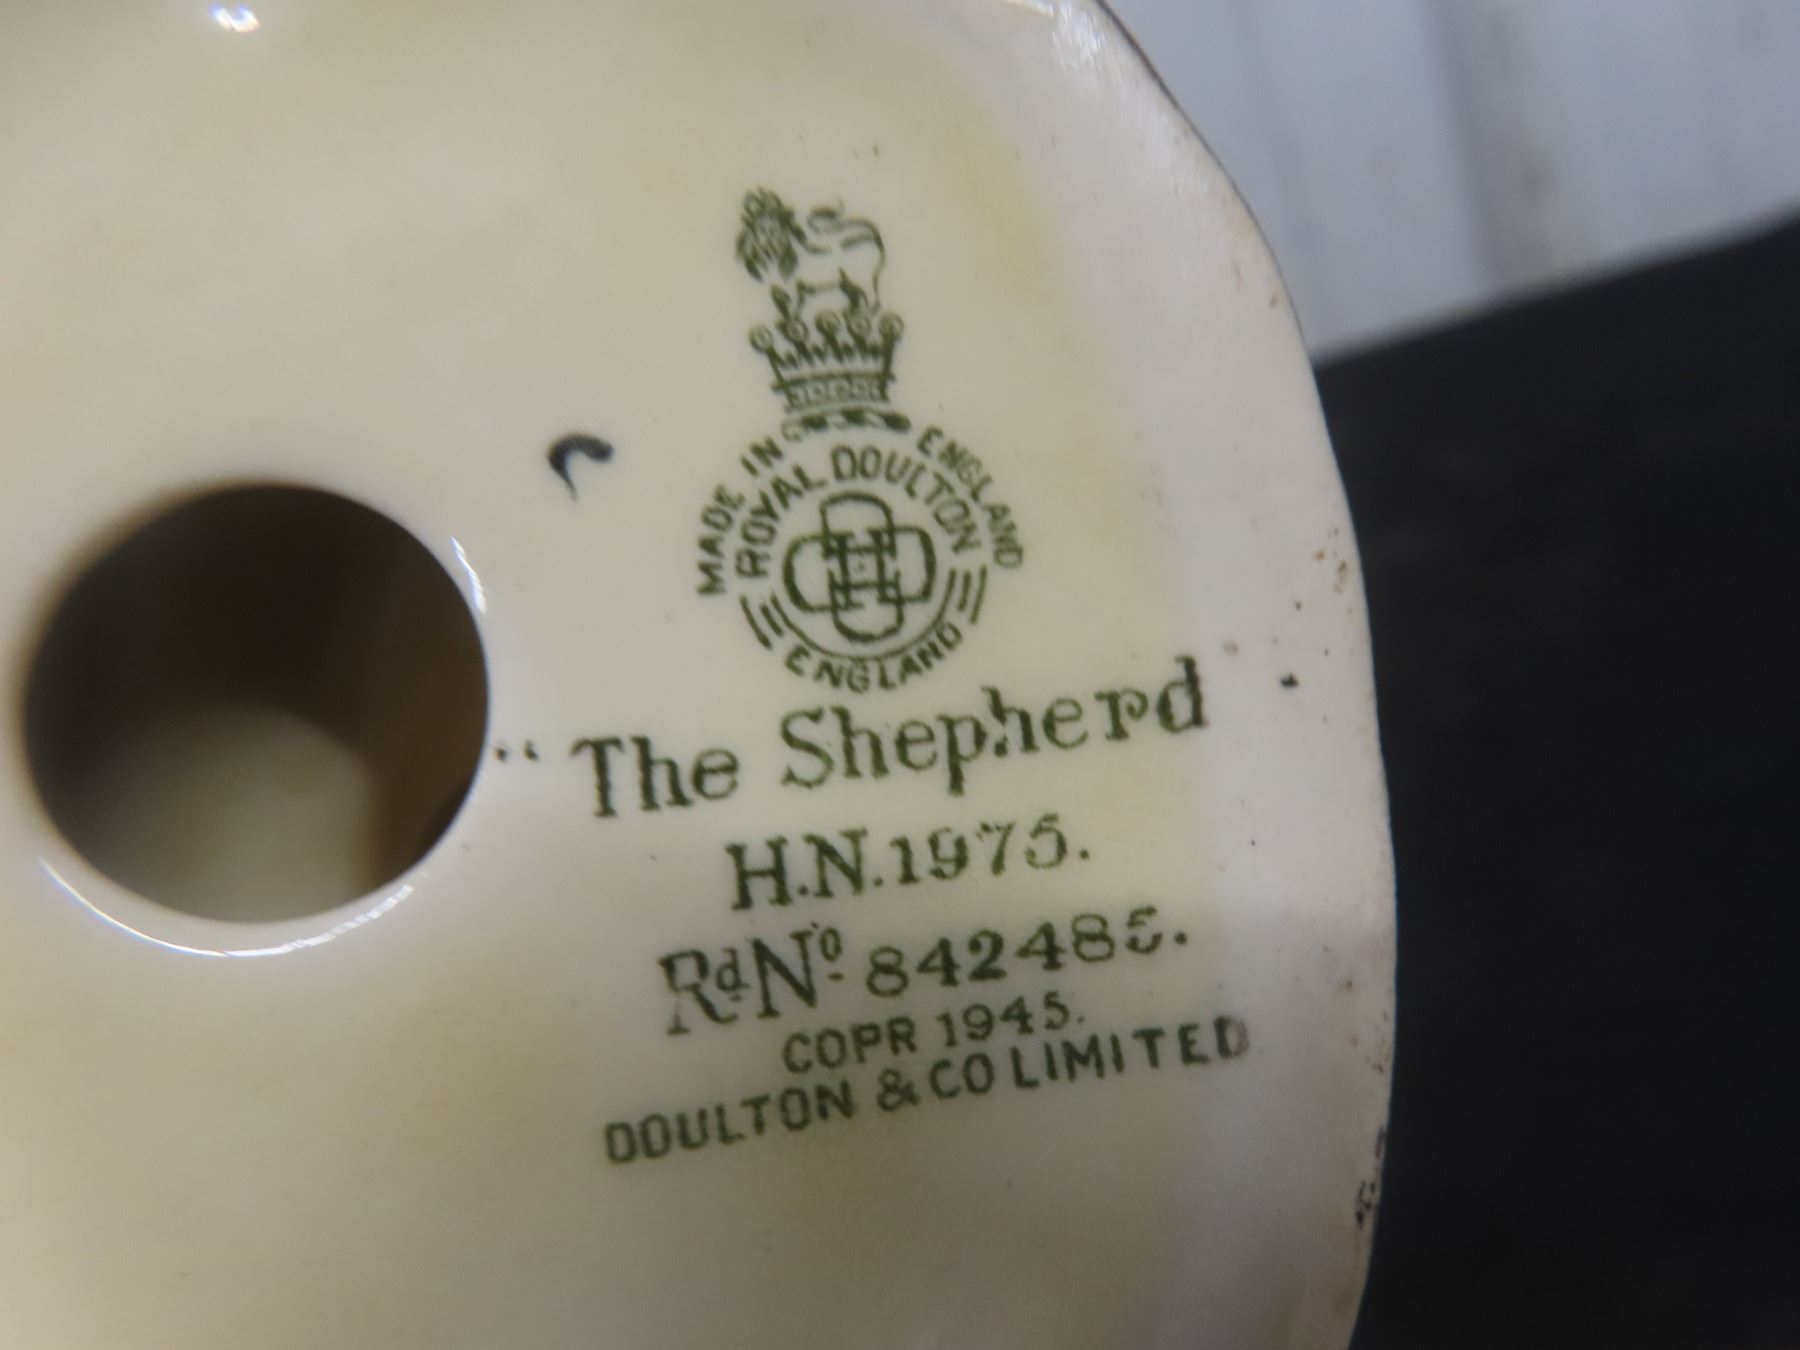 MADE IN ENGLAND
ROYAL DOULTON
ENGLAND
"The Shepherd
H.N.1975.
RdNo 842485.
COPR 1945.
DOULTON & CO LIMITED